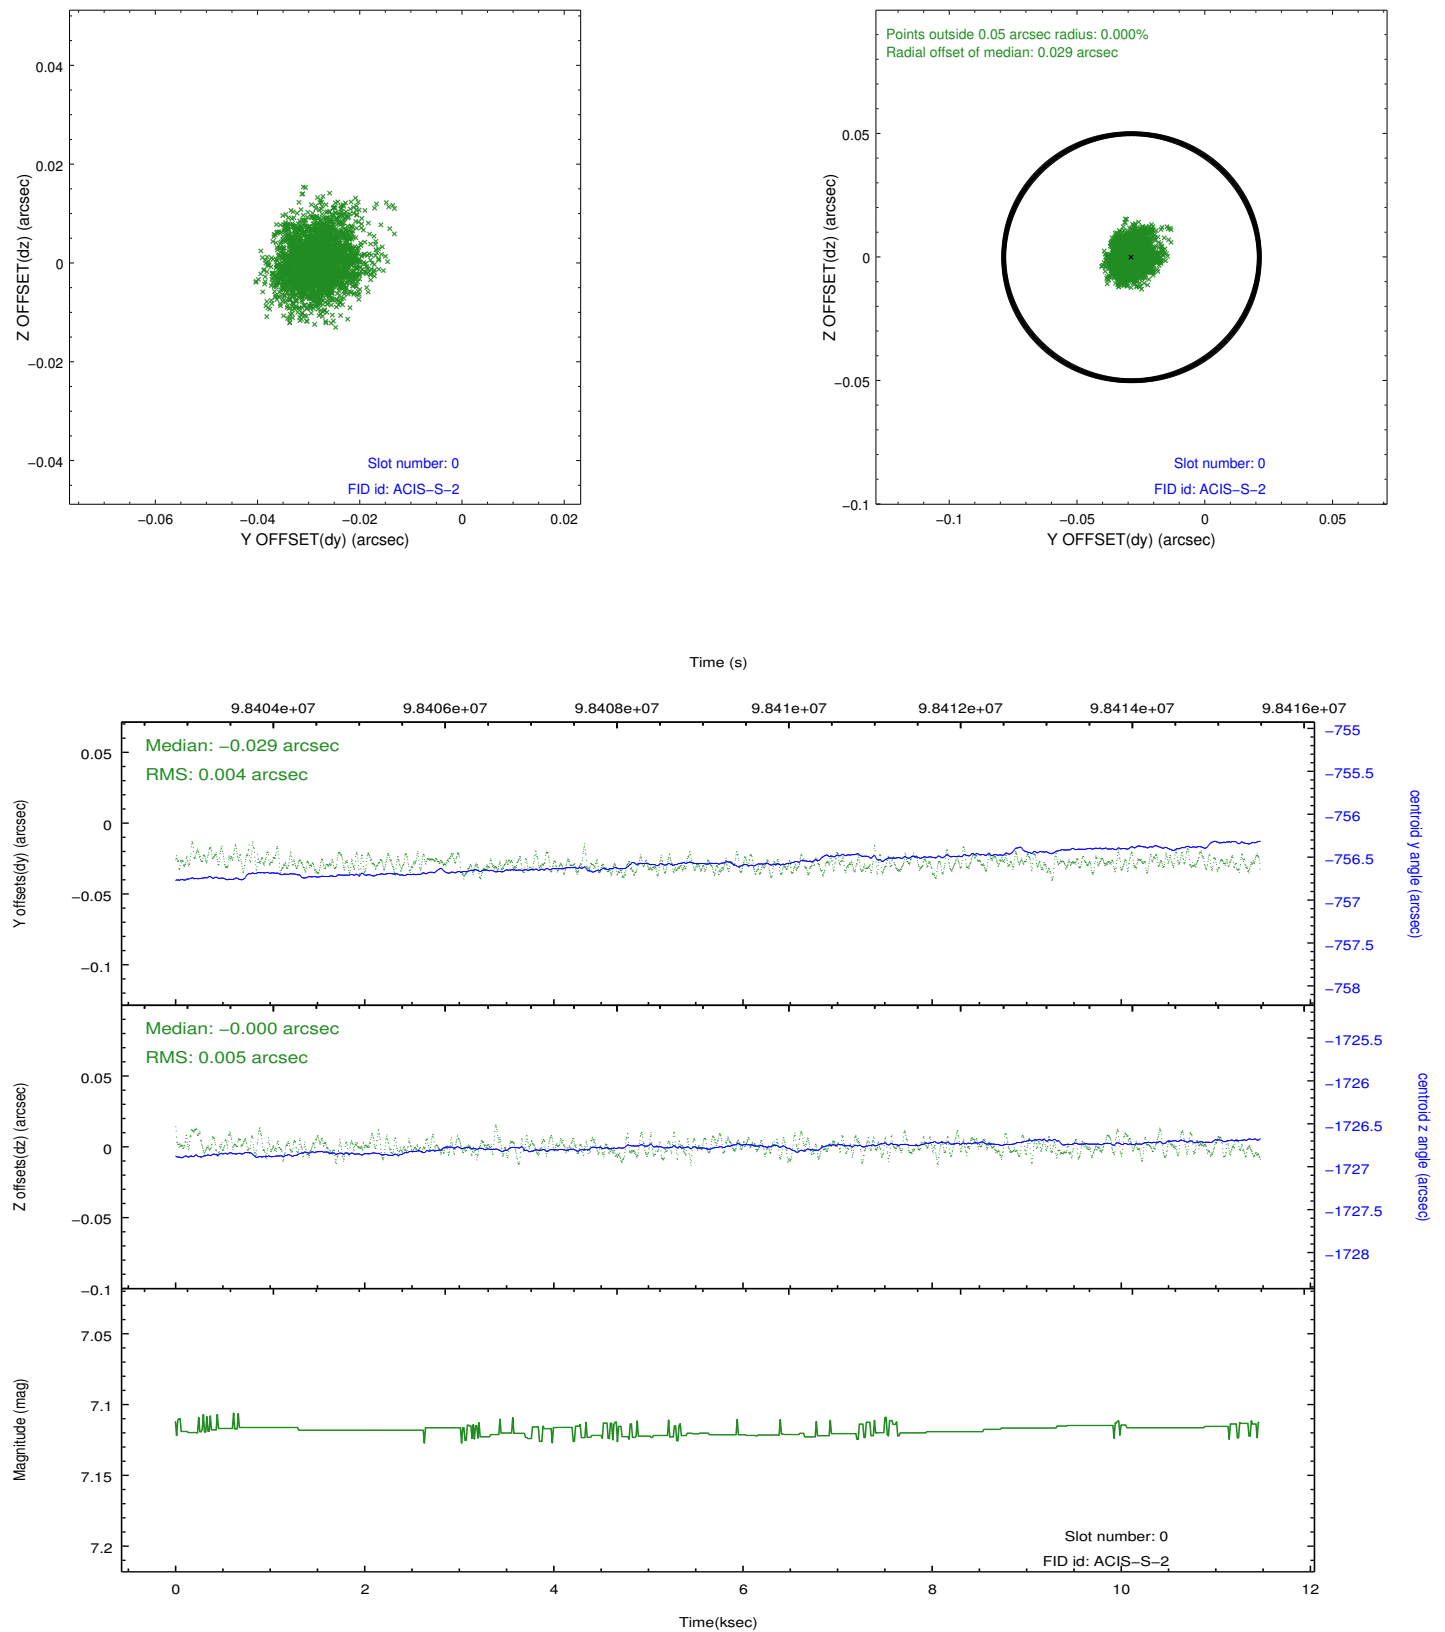 0.04
0.02
0
−0.02
−0.04
Z OFFSET(dz) (arcsec)
Slot number: 0
FID id: ACIS−S−2
−0.06
−0.04
−0.02
0
0.02
Y OFFSET(dy) (arcsec)
Points outside 0.05 arcsec radius: 0.000%
Radial offset of median: 0.029 arcsec
0.05
0
−0.05
−0.1
Z OFFSET(dz) (arcsec)
Slot number: 0
FID id: ACIS−S−2
−0.1
−0.05
0
0.05
Y OFFSET(dy) (arcsec)
Time (s)
9.8404e+07
9.8406e+07
9.8408e+07
9.841e+07
9.8412e+07
9.8414e+07
9.8416e+07
Median: −0.029 arcsec
RMS: 0.004 arcsec
0.05
0
−0.05
−0.1
Y offsets(dy) (arcsec)
−755
−755.5
−756
−756.5
−757
−757.5
−758
centroid y angle (arcsec)
Median: −0.000 arcsec
RMS: 0.005 arcsec
0.05
0
−0.05
−0.1
Z offsets(dz) (arcsec)
−1725.5
−1726
−1726.5
−1727
−1727.5
−1728
centroid z angle (arcsec)
7.05
7.1
7.15
7.2
Magnitude (mag)
Slot number: 0
FID id: ACIS−S−2
0
2
4
6
8
10
12
Time(ksec)